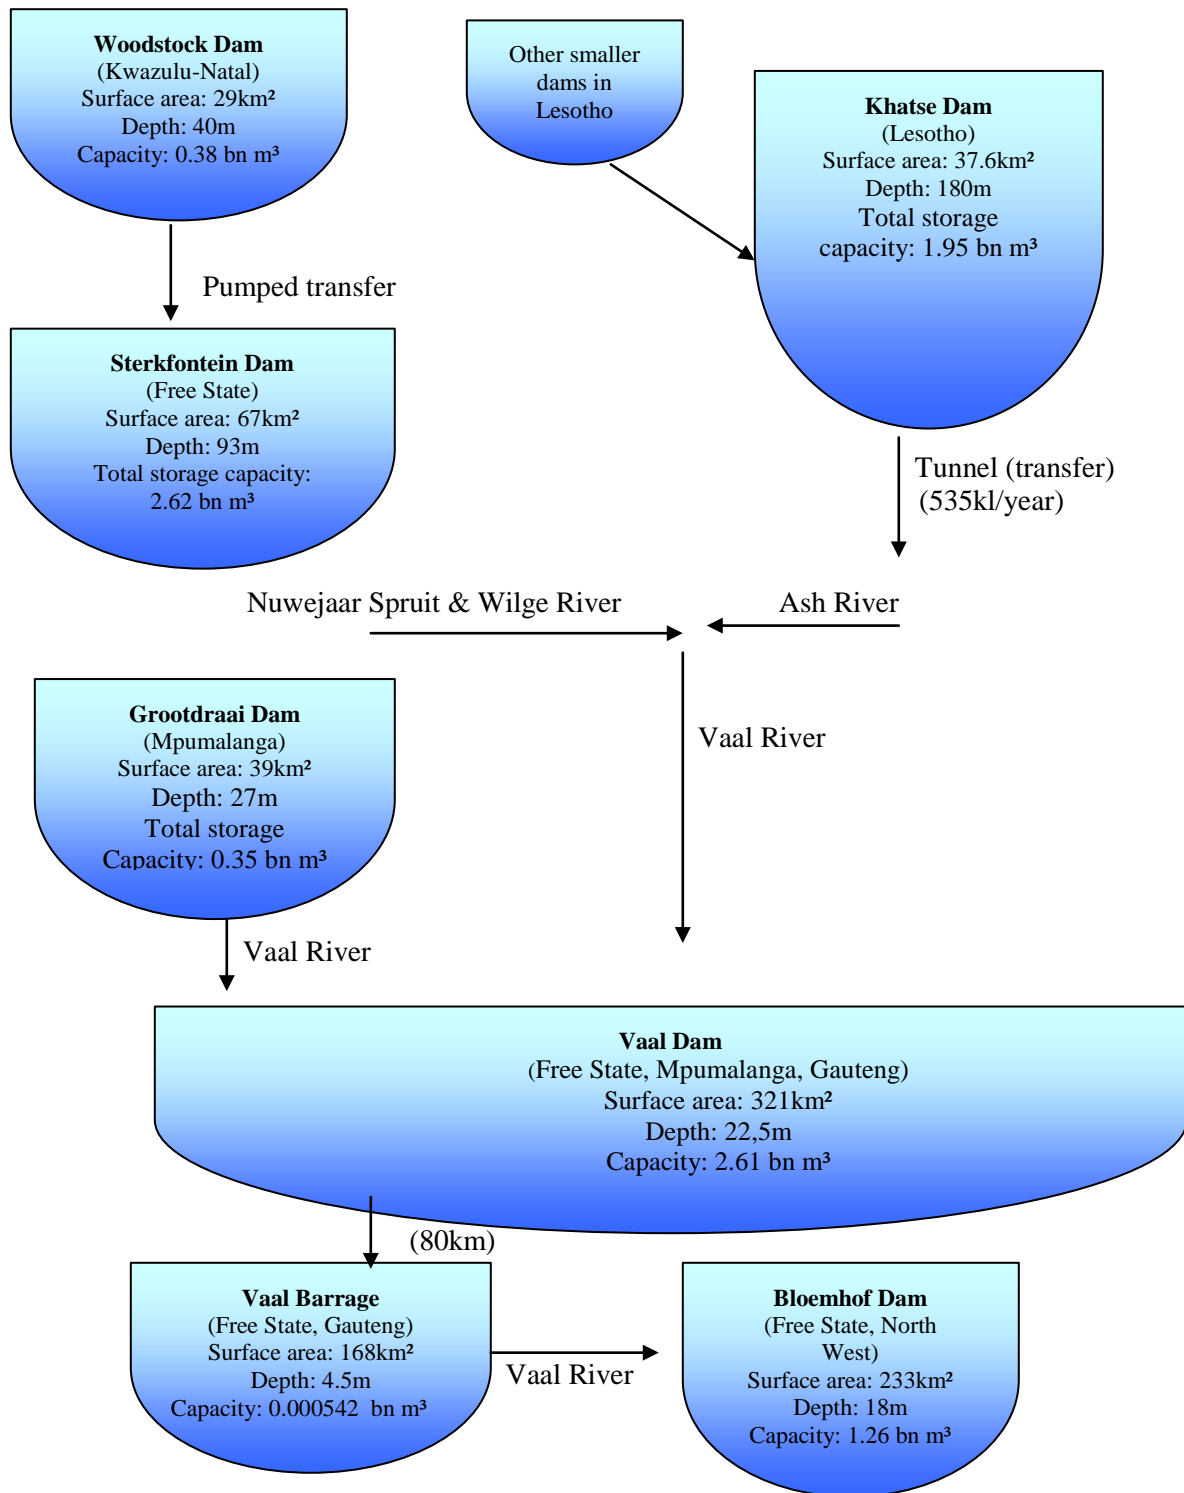 Woodstock Dam
(Kwazulu-Natal)
Surface area: 29km²
Depth: 40m
Capacity: 0.38 bn m³
Other smaller
dams in
Lesotho
Khatse Dam
(Lesotho)
Surface area: 37.6km²
Depth: 180m
Total storage
capacity: 1.95 bn m³
Pumped transfer
Sterkfontein Dam
(Free State)
Surface area: 67km²
Depth: 93m
Total storage capacity:
2.62 bn m³
Tunnel (transfer)
(535kl/year)
Nuwejaar Spruit & Wilge River
Ash River
Grootdraai Dam
(Mpumalanga)
Surface area: 39km²
Depth: 27m
Total storage
Capacity: 0.35 bn m³
Vaal River
Vaal River
Vaal Dam
(Free State, Mpumalanga, Gauteng)
Surface area: 321km²
Depth: 22,5m
Capacity: 2.61 bn m³
(80km)
Vaal Barrage
(Free State, Gauteng)
Surface area: 168km²
Depth: 4.5m
Capacity: 0.000542 bn m³
Vaal River
Bloemhof Dam
(Free State, North
West)
Surface area: 233km²
Depth: 18m
Capacity: 1.26 bn m³